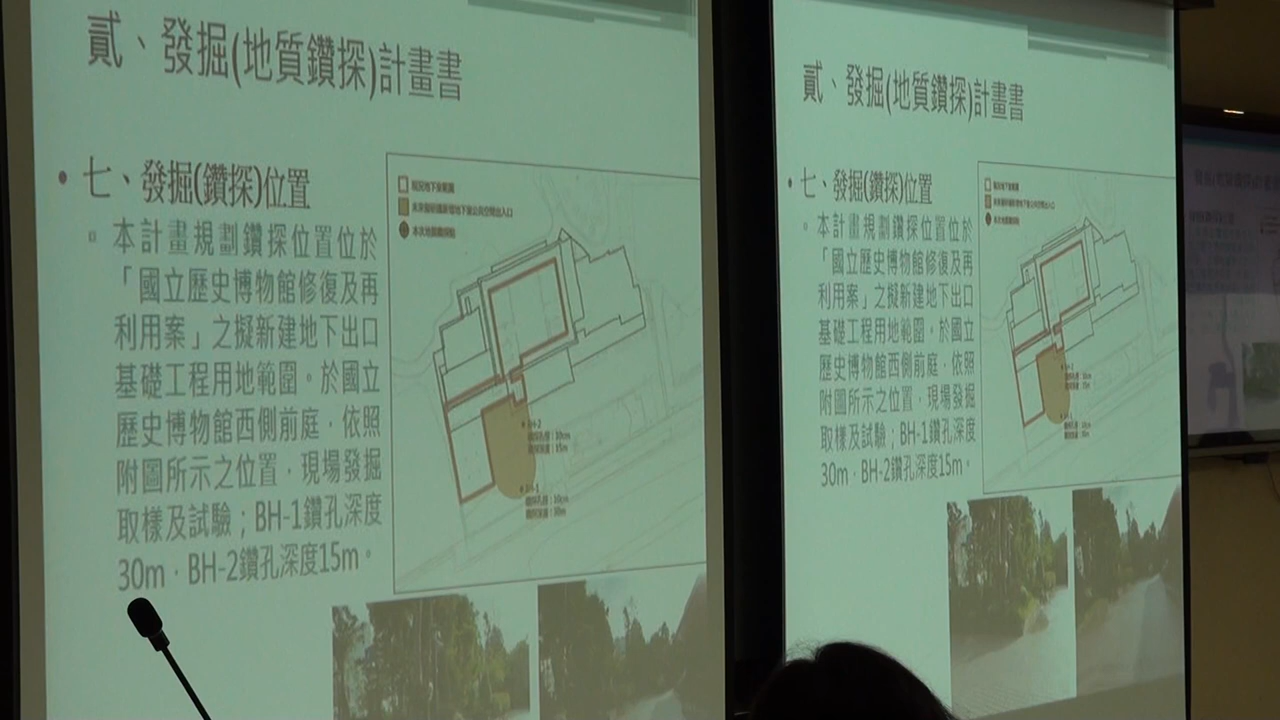 貳、發掘(地質鑽探)計畫書
七、發掘(鑽探)位置
本計畫規劃鑽探位置位於
「國立歷史博物館修復及再
利用案」之擬新建地下出口
基礎工程用地範圍。於國立
歷史博物館西側前庭，依照
附圖所示之位置，現場發掘
取樣及試驗；BH-1鑽孔深度
30m，BH-2鑽孔深度15m。
現況地下室範圍
BH-2
貳、發掘(地質鑽探)計畫書
七、發掘(鑽探)位置
本計畫規劃鑽探位置位於
「國立歷史博物館修復及再
利用案」之擬新建地下出口
基礎工程用地範圍。於國立
歷史博物館西側前庭，依照
附圖所示之位置，現場發掘
取樣及試驗；BH-1鑽孔深度
30m，BH-2鑽孔深度15m。